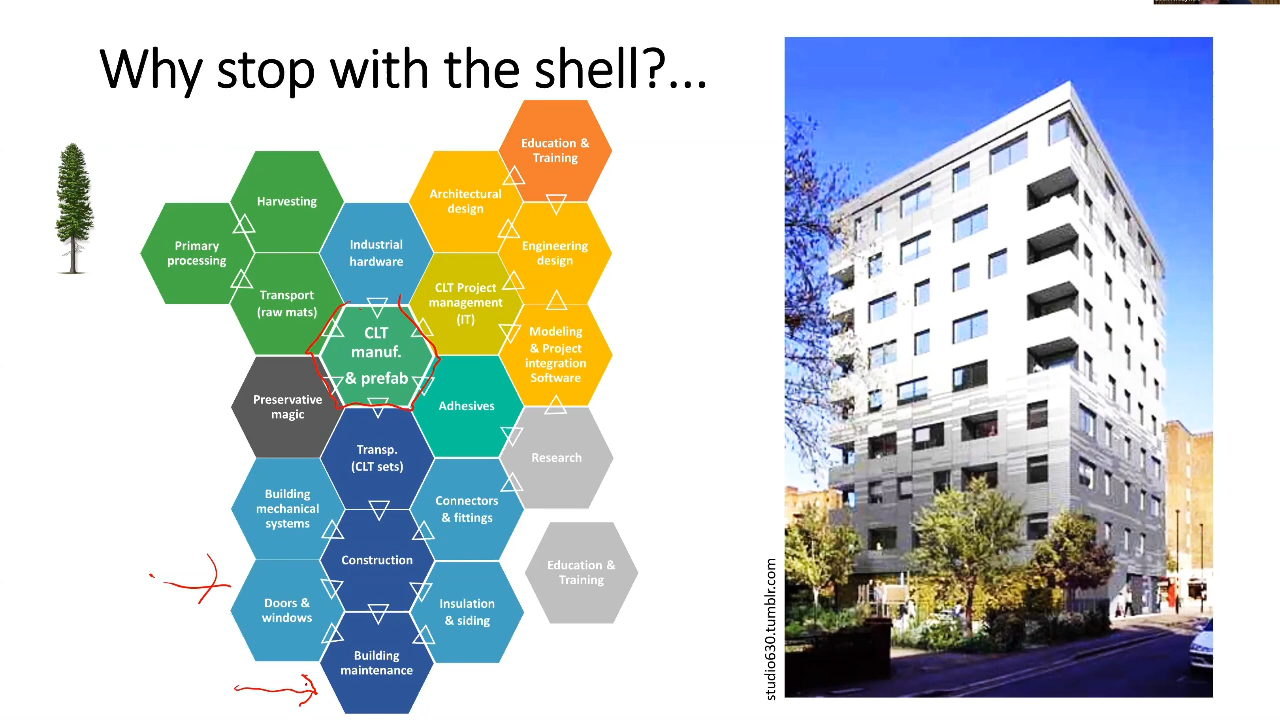 Why stop with the shell?...
Education &
Training
Harvesting
Architectural
design
Primary
processing
Industrial
hardware
Engineering
design
Transport
(raw mats)
CLT Project
management
(IT)
CLT
manuf.
& prefab
Modeling
& Project
integration
Software
Preservative
magic
Adhesives
Transp.
(CLT sets)
Research
Building
mechanical
systems
Connectors
& fittings
Construction
Education &
Training
Doors &
windows
Insulation
& siding
Building
maintenance
studio630.tumblr.com